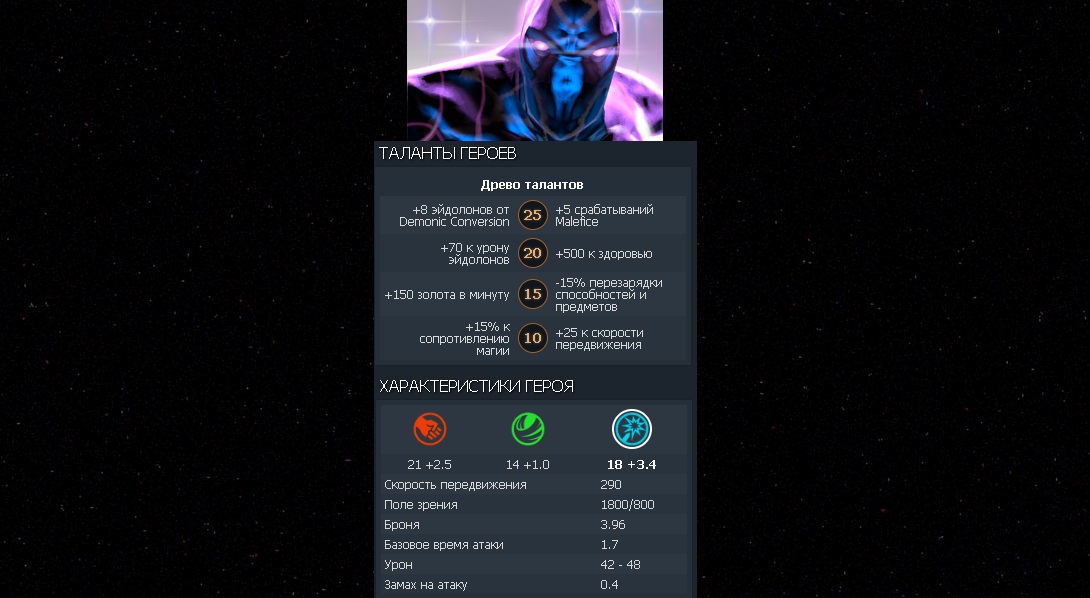 ТАЛАНТЫ ГЕРОЕВ
Древо талантов
+8 эйдолонов от
Demonic Conversion
25
+5 срабатываний
Malefice
+70 к урону
эйдолонов
20
+500 к здоровью
+150 золота в минуту
15
-15% перезарядки
способностей и
предметов
+15% к
сопротивлению
магии
10
+25 к скорости
передвижения
ХАРАКТЕРИСТИКИ ГЕРОЯ
21 +2.5 14 +1.0 18 +3.4
Скорость передвижения 290
Поле зрения 1800/800
Броня 3.96
Базовое время атаки 1.7
Урон 42 - 48
Замах на атаку 0.4